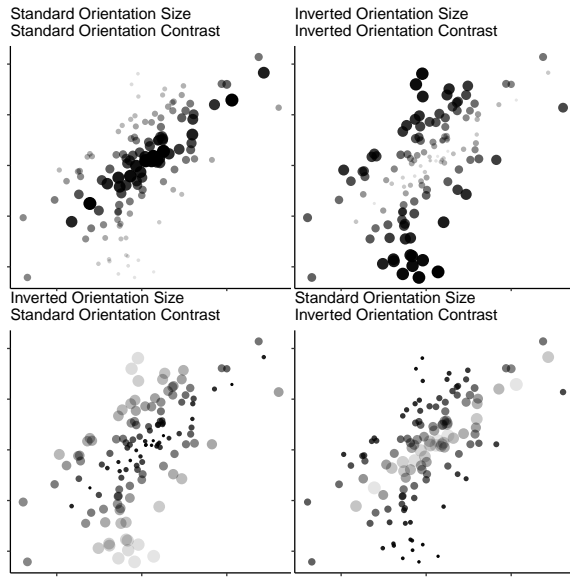 Standard Orientation Size
Standard Orientation Contrast
Inverted Orientation Size
Inverted Orientation Contrast
Inverted Orientation Size
Standard Orientation Contrast
Standard Orientation Size
Inverted Orientation Contrast